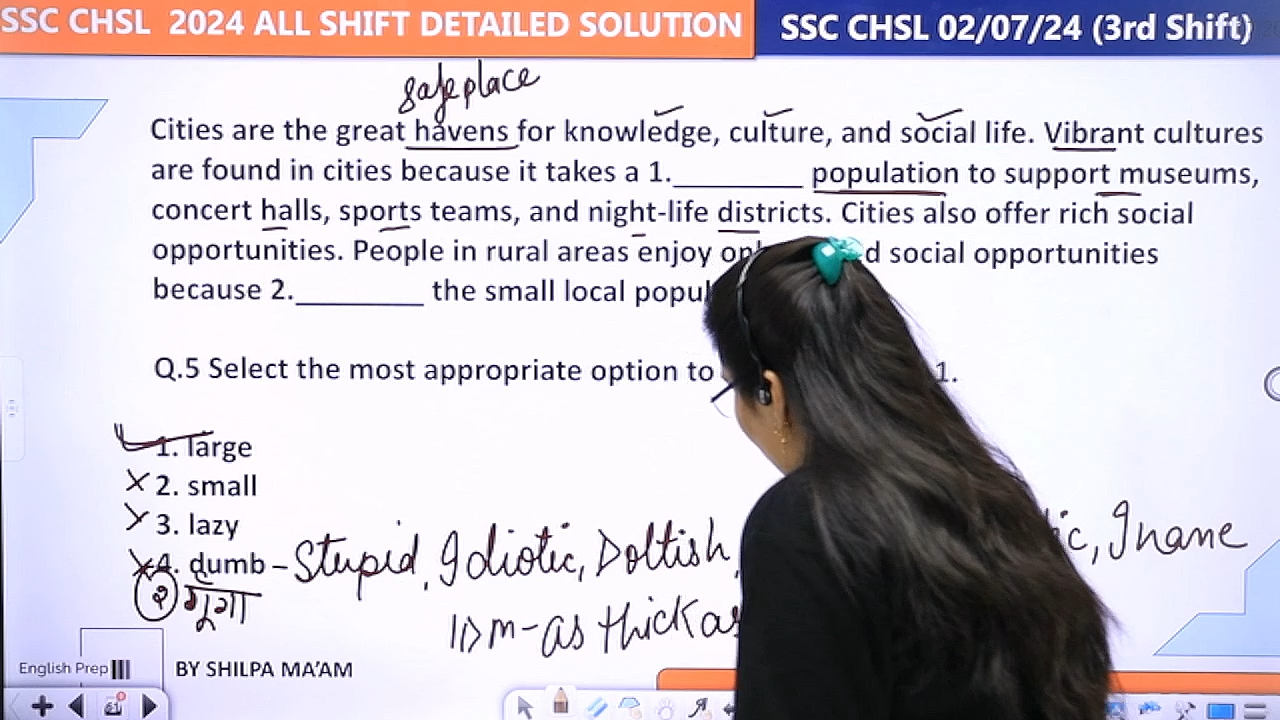 SSC CHSL 2024 ALL SHIFT DETAILED SOLUTION
SSC CHSL 02/07/24 (3rd Shift)
safe place
Cities are the great havens for knowledge, culture, and social life. Vibrant cultures
are found in cities because it takes a 1.________ population to support museums,
concert halls, sports teams, and night-life districts. Cities also offer rich social
opportunities. People in rural areas enjoy social opportunities
because 2.________ the small local
Q.5 Select the most appropriate option to 1.
1. large
2. small
3. lazy
4. dumb - Stupid, Idiotic, Doltish, Inane
२ गूंगा
IDM - as thick as
English Prep
BY SHILPA MA'AM